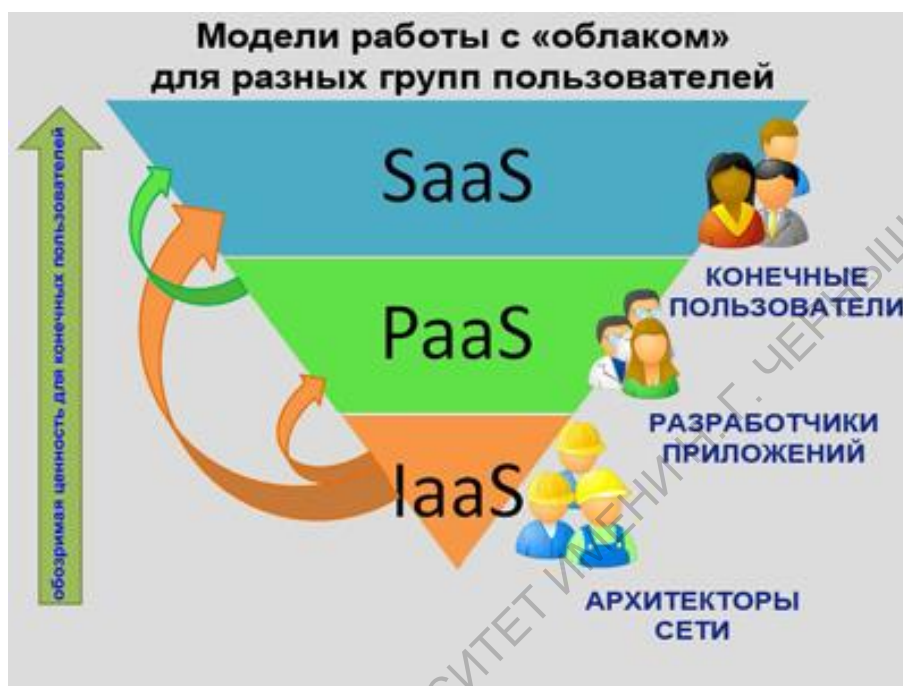 Модели работы с «облаком»
для разных групп пользователей
обозримая ценность для конечных пользователей
SaaS
КОНЕЧНЫЕ
ПОЛЬЗОВАТЕЛИ
PaaS
РАЗРАБОТЧИКИ
ПРИЛОЖЕНИЙ
IaaS
АРХИТЕКТОРЫ
СЕТИ
ИМЕНИ Н.Г.